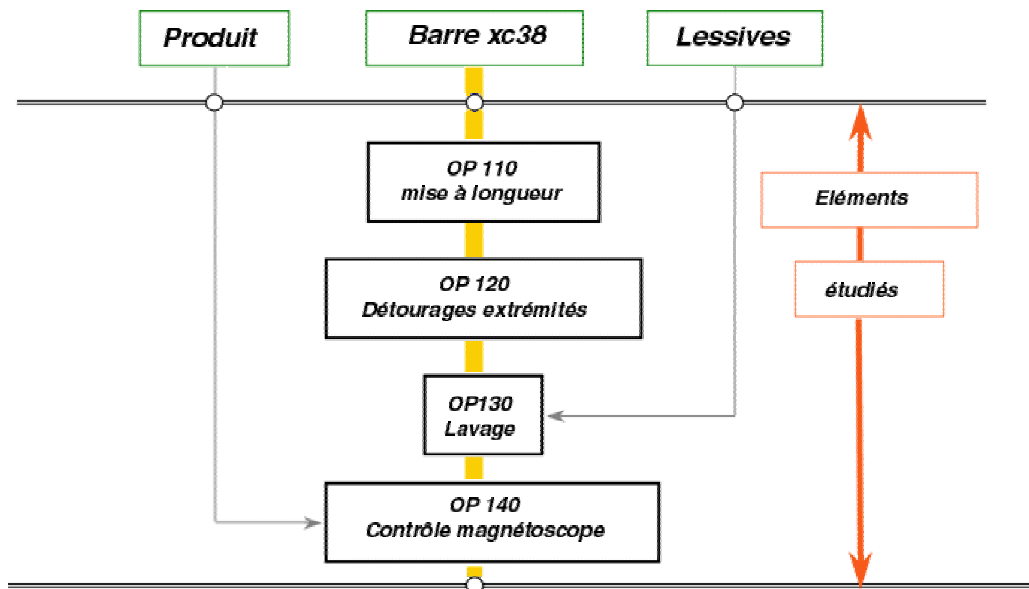 Produit
Barre xc38
Lessives
OP 110
mise à longueur
Eléments
OP 120
Détourages extrémités
étudiés
OP130
Lavage
OP 140
Contrôle magnétoscope